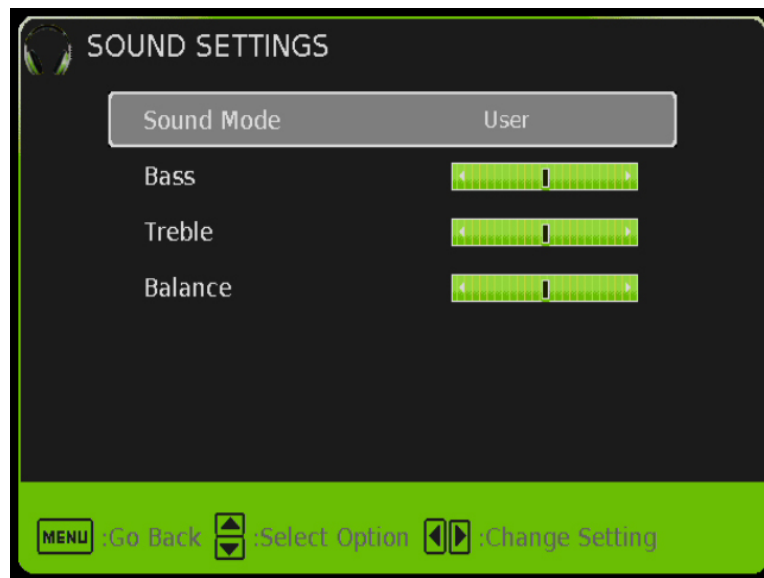 SOUND SETTINGS
Sound Mode User
Bass
Treble
Balance
MENU :Go Back :Select Option :Change Setting